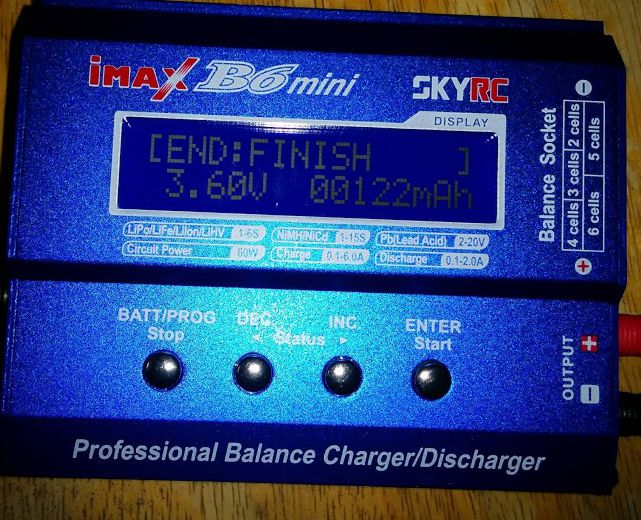 iMAX B6 mini
SKYRC
DISPLAY
[END:FINISH ]
3.60V 00122mAh
LiPo/LiFe/LiIon/LiHV 1-6S
NiMH/NiCd 1-15S
Pb(Lead Acid) 2-20V
Circuit Power 60W
Charge 0.1-6.0A
Discharge 0.1-2.0A
Balance Socket
4 cells 3 cells 2 cells
6 cells 5 cells
BATT/PROG
Stop
DEC.
INC.
◄ Status ►
ENTER
Start
OUTPUT
Professional Balance Charger/Discharger